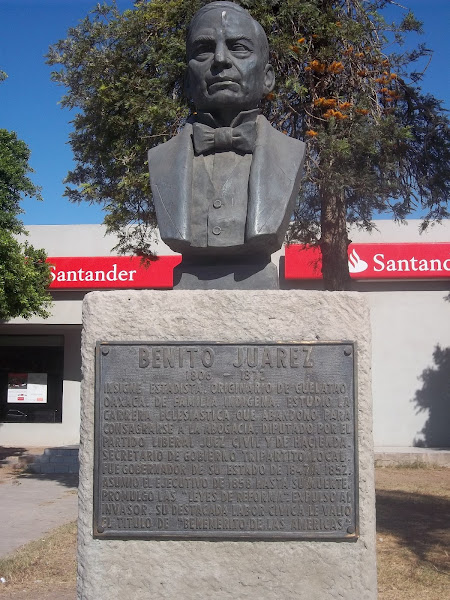 Santander
Santander
BENITO JUAREZ
1806 - 1872
INSIGNE ESTADISTA ORIGINARIO DE GUELATAO
OAXACA DE FAMILIA INDIGENA. ESTUDIO LA
CARRERA ECLESIASTICA QUE ABANDONO PARA
CONSAGRARSE A LA ABOGACIA. DIPUTADO POR EL
PARTIDO LIBERAL JUEZ CIVIL Y DE HACIENDA,
SECRETARIO DE GOBIERNO, TRIPARTITO LOCAL.
FUE GOBERNADOR DE SU ESTADO DE 1847 A 1852.
ASUMIO EL EJECUTIVO DE 1858 HASTA SU MUERTE
PROMULGO LAS "LEYES DE REFORMA" EXPULSO AL
INVASOR. SU DESTACADA LABOR CIVICA LE VALIO
EL TITULO DE "BENEMERITO DE LAS AMERICAS"